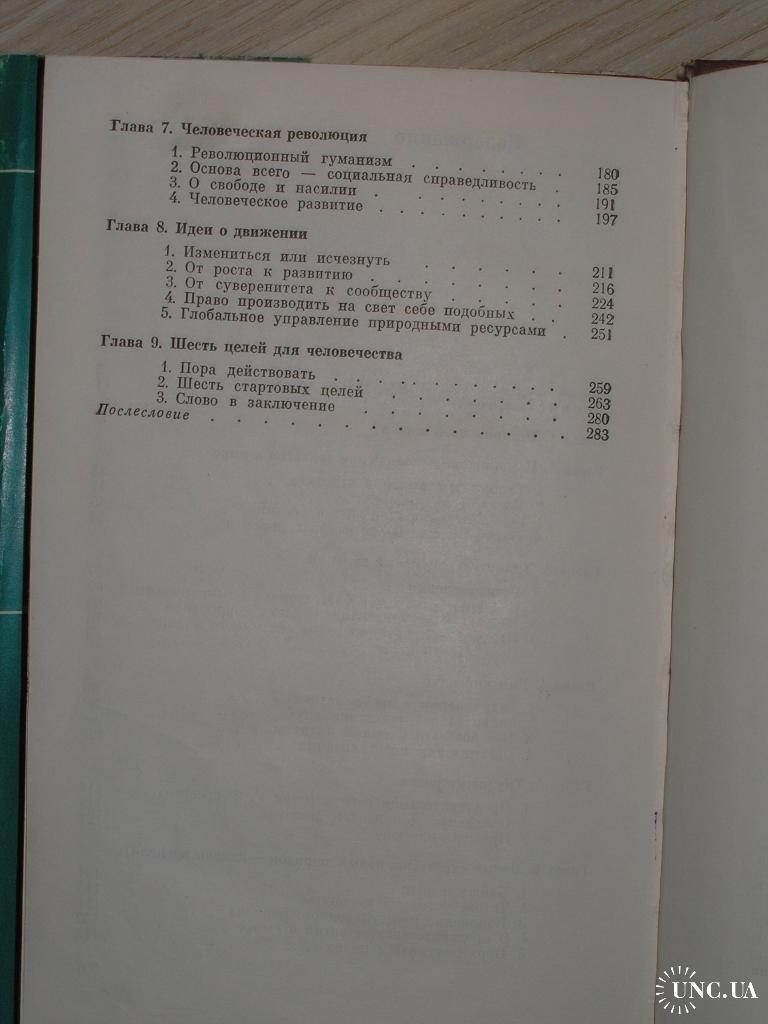 Глава 7. Человеческая революция
1. Революционный гуманизм . . . . . . . 180
2. Основа всего — социальная справедливость . 185
3. О свободе и насилии . . . . . . . . 191
4. Человеческое развитие . . . . . . . . 197
Глава 8. Идеи о движении
1. Измениться или исчезнуть . . . . . . 211
2. От роста к развитию . . . . . . . . 216
3. От суверенитета к сообществу . . . . . 224
4. Право производить на свет себе подобных . . 242
5. Глобальное управление природными ресурсами . 251
Глава 9. Шесть целей для человечества
1. Пора действовать . . . . . . . . . 259
2. Шесть стартовых целей . . . . . . . 263
3. Слово в заключение . . . . . . . . 280
Послесловие . . . . . . . . . . . . . 283
UNC.UA